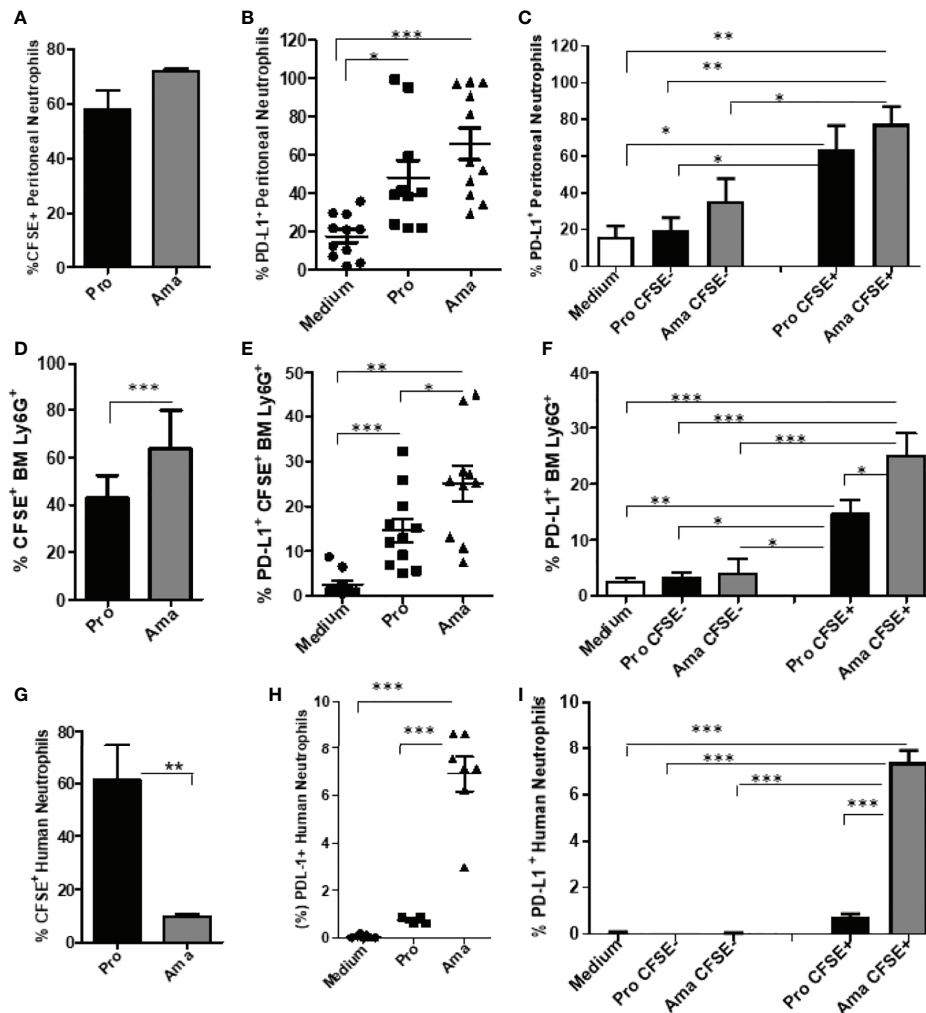 A
%CFSE+ Peritoneal Neutrophils
80
60
40
20
0
Pro
Ama
B
% PD-L1+ Peritoneal Neutrophils
120
100
80
60
40
20
0
***
*
Medium
Pro
Ama
C
% PD-L1+ Peritoneal Neutrophils
120
100
80
60
40
20
0
**
**
*
*
*
Medium
Pro CFSE-
Ama CFSE-
Pro CFSE+
Ama CFSE+
D
% CFSE+ BM Ly6G+
100
80
60
40
20
0
***
Pro
Ama
E
% PD-L1+ CFSE+ BM Ly6G+
50
40
30
20
10
0
**
*
***
Medium
Pro
Ama
F
% PD-L1+ BM Ly6G+
40
30
20
10
0
***
***
***
*
**
*
*
Medium
Pro CFSE-
Ama CFSE-
Pro CFSE+
Ama CFSE+
G
% CFSE+ Human Neutrophils
80
60
40
20
0
**
Pro
Ama
H
(%) PDL-1+ Human Neutrophils
10
8
6
4
2
0
***
***
Medium
Pro
Ama
I
% PD-L1 + Human Neutrophils
10
8
6
4
2
0
***
***
***
***
Medium
Pro CFSE-
Ama CFSE-
Pro CFSE+
Ama CFSE+